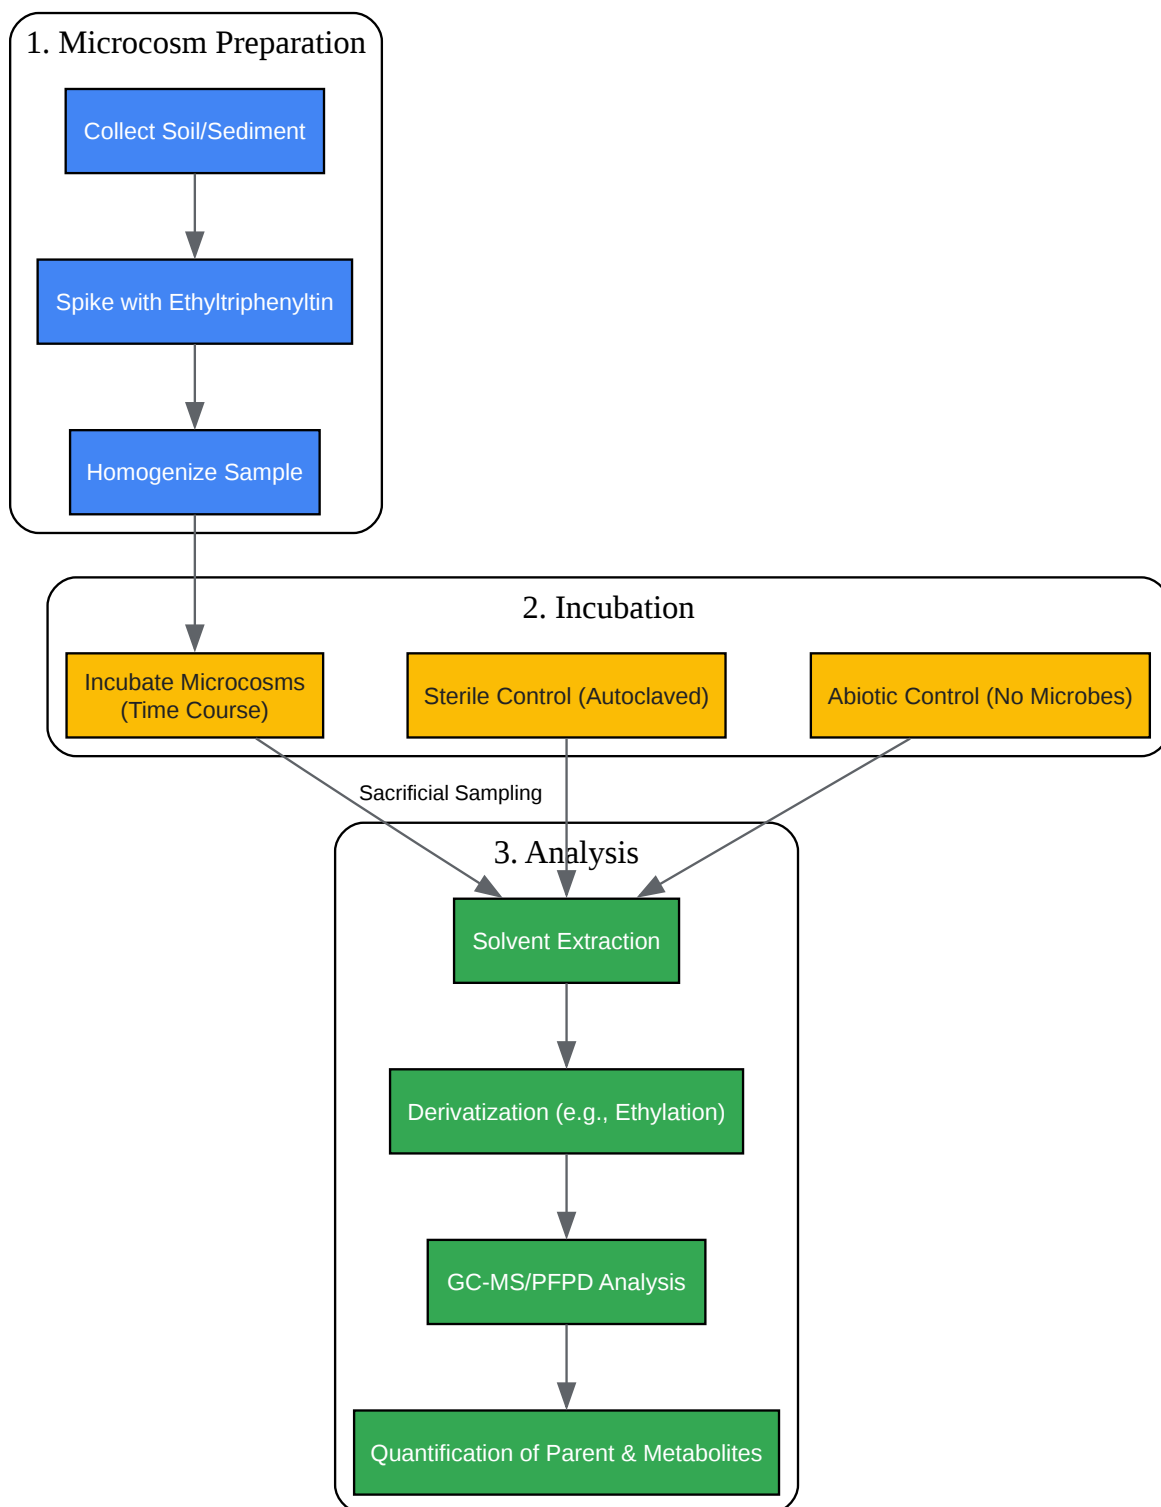 1. Microcosm Preparation
Collect Soil/Sediment
Spike with Ethyltriphenyltin
Homogenize Sample
2. Incubation
Incubate Microcosms
(Time Course)
Sterile Control (Autoclaved)
Abiotic Control (No Microbes)
Sacrificial Sampling
3. Analysis
Solvent Extraction
Derivatization (e.g., Ethylation)
GC-MS/PFPD Analysis
Quantification of Parent & Metabolites